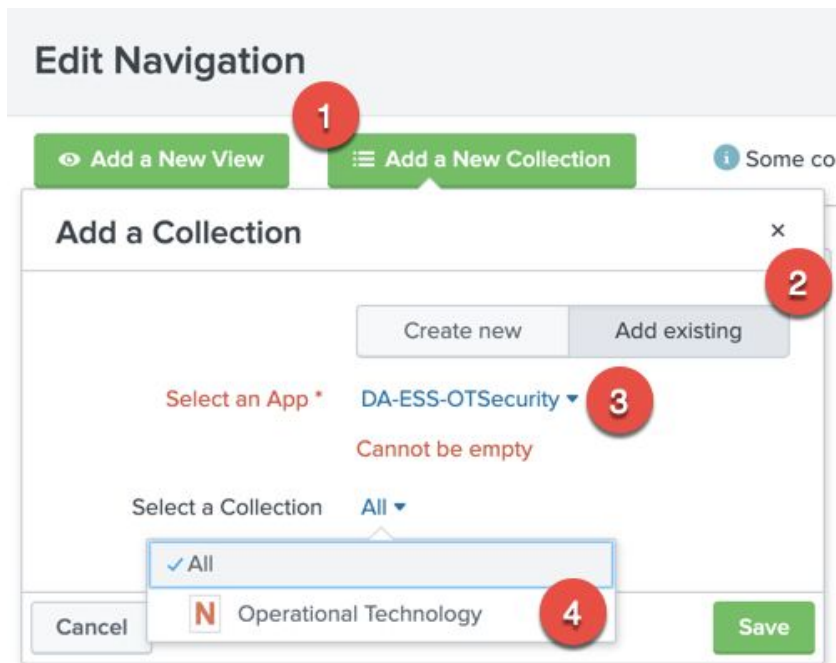 Edit Navigation
1
Add a New View
Add a New Collection
i Some co
Add a Collection
×
2
Create new
Add existing
Select an App *
DA-ESS-OTSecurity
3
Cannot be empty
Select a Collection
All
✓ All
N Operational Technology
4
Cancel
Save